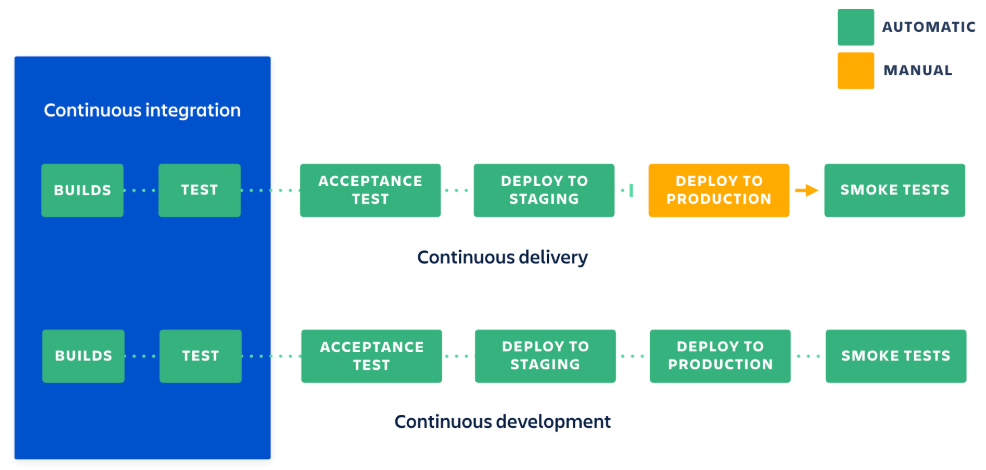 AUTOMATIC
MANUAL
Continuous integration
BUILDS
TEST
ACCEPTANCE
TEST
DEPLOY TO
STAGING
DEPLOY TO
PRODUCTION
SMOKE TESTS
Continuous delivery
BUILDS
TEST
ACCEPTANCE
TEST
DEPLOY TO
STAGING
DEPLOY TO
PRODUCTION
SMOKE TESTS
Continuous development